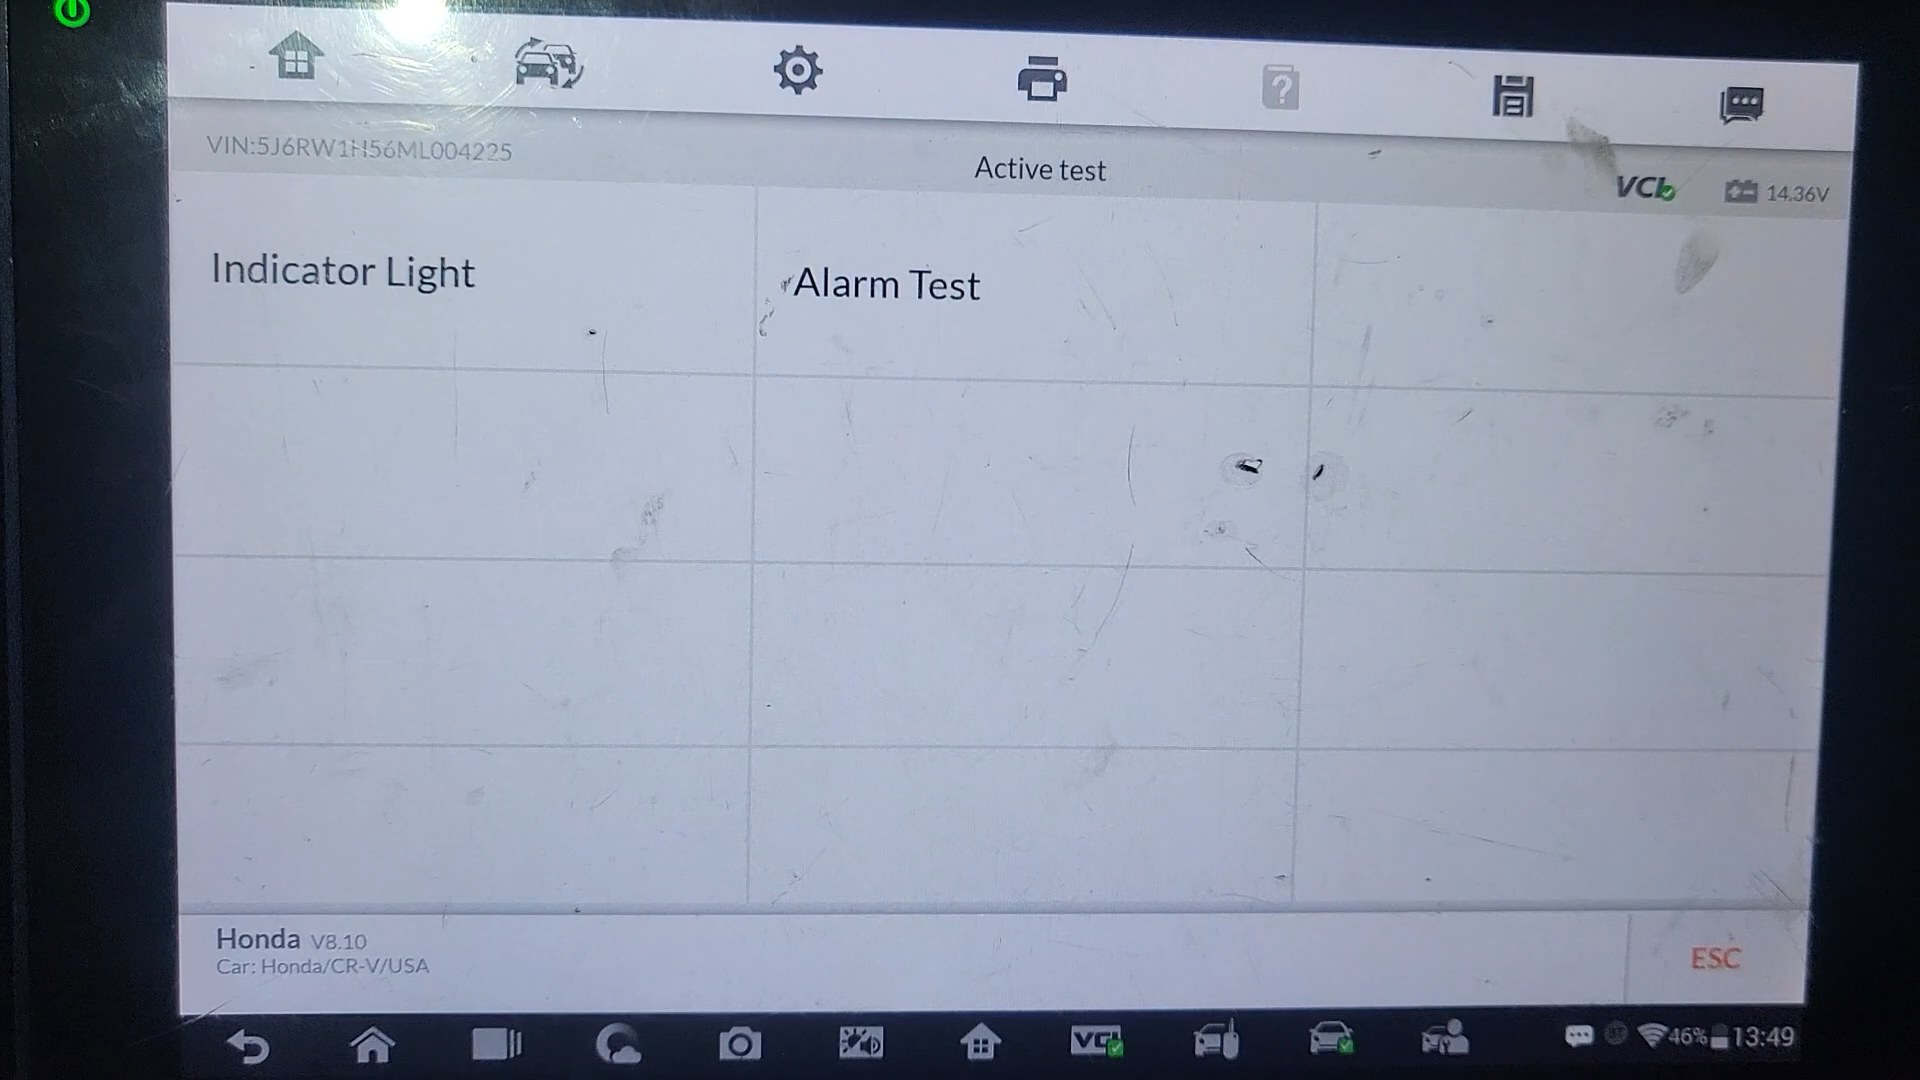 VIN:5J6RW1H56ML004225
Active test
VCI
14.36V
Indicator Light
Alarm Test
Honda V8.10
Car: Honda/CR-V/USA
ESC
VCI
46%
13:49